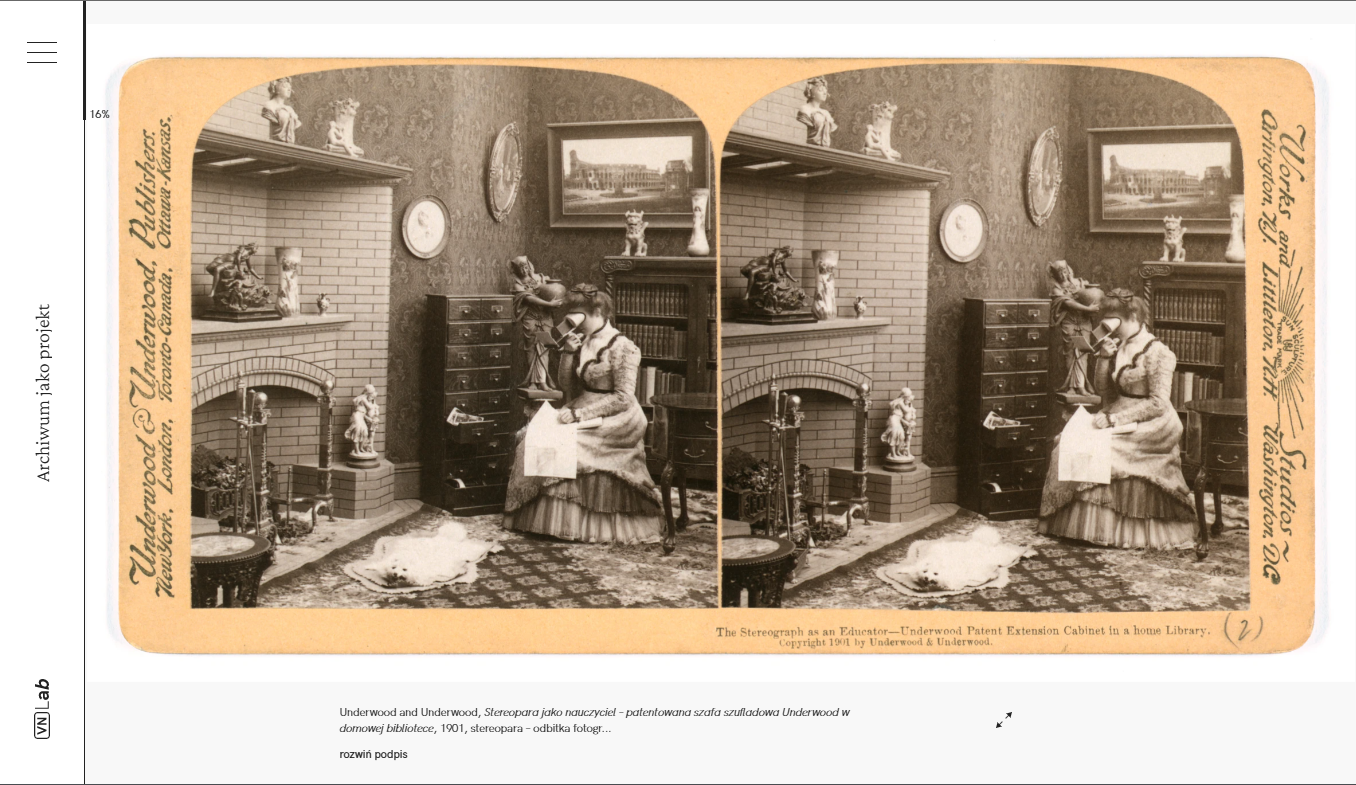 16%
Archiwum jako projekt
VN Lab
Underwood & Underwood, Publishers.
New York, London, Toronto-Canada, Ottawa-Kansas.
Works and Studios ~
Arlington, N.J. Littleton, N.H. Washington, D.C.
SUN SCULPTURE
TRADE MARK
The Stereograph as an Educator—Underwood Patent Extension Cabinet in a home Library.
Copyright 1901 by Underwood & Underwood.
(2)
Underwood and Underwood, Stereopara jako nauczyciel – patentowana szafa szufladowa Underwood w
domowej bibliotece, 1901, stereopara – odbitka fotogr...
rozwiń podpis